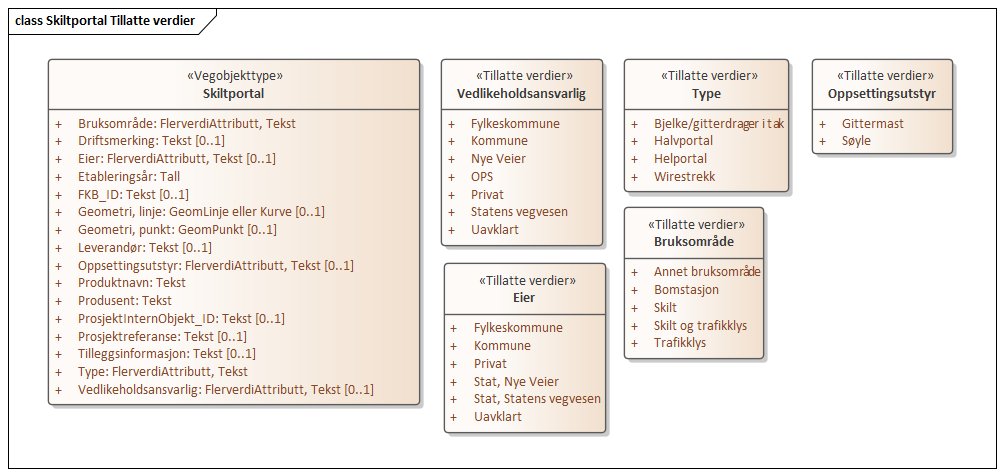 class Skiltportal Tillatte verdier
«Vegobjekttype»
Skiltportal
+ Bruksområde: FlerverdiAttributt, Tekst
+ Driftsmerking: Tekst [0..1]
+ Eier: FlerverdiAttributt, Tekst [0..1]
+ Etableringsår: Tall
+ FKB_ID: Tekst [0..1]
+ Geometri, linje: GeomLinje eller Kurve [0..1]
+ Geometri, punkt: GeomPunkt [0..1]
+ Leverandør: Tekst [0..1]
+ Oppsettingsutstyr: FlerverdiAttributt, Tekst [0..1]
+ Produktnavn: Tekst
+ Produsent: Tekst
+ ProsjektInternObjekt_ID: Tekst [0..1]
+ Prosjektreferanse: Tekst [0..1]
+ Tilleggsinformasjon: Tekst [0..1]
+ Type: FlerverdiAttributt, Tekst
+ Vedlikeholdsansvarlig: FlerverdiAttributt, Tekst [0..1]
«Tillatte verdier»
Vedlikeholdsansvarlig
+ Fylkeskommune
+ Kommune
+ Nye Veier
+ OPS
+ Privat
+ Statens vegvesen
+ Uavklart
«Tillatte verdier»
Eier
+ Fylkeskommune
+ Kommune
+ Privat
+ Stat, Nye Veier
+ Stat, Statens vegvesen
+ Uavklart
«Tillatte verdier»
Type
+ Bjelke/gitterdrager i tak
+ Halvportal
+ Helportal
+ Wirestrekk
«Tillatte verdier»
Bruksområde
+ Annet bruksområde
+ Bomstasjon
+ Skilt
+ Skilt og trafikklys
+ Trafikklys
«Tillatte verdier»
Oppsettingsutstyr
+ Gittermast
+ Søyle